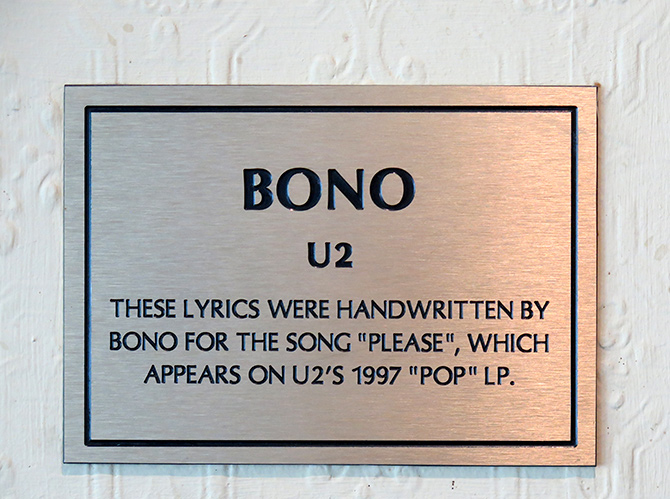 BONO
U2
THESE LYRICS WERE HANDWRITTEN BY
BONO FOR THE SONG "PLEASE", WHICH
APPEARS ON U2'S 1997 "POP" LP.